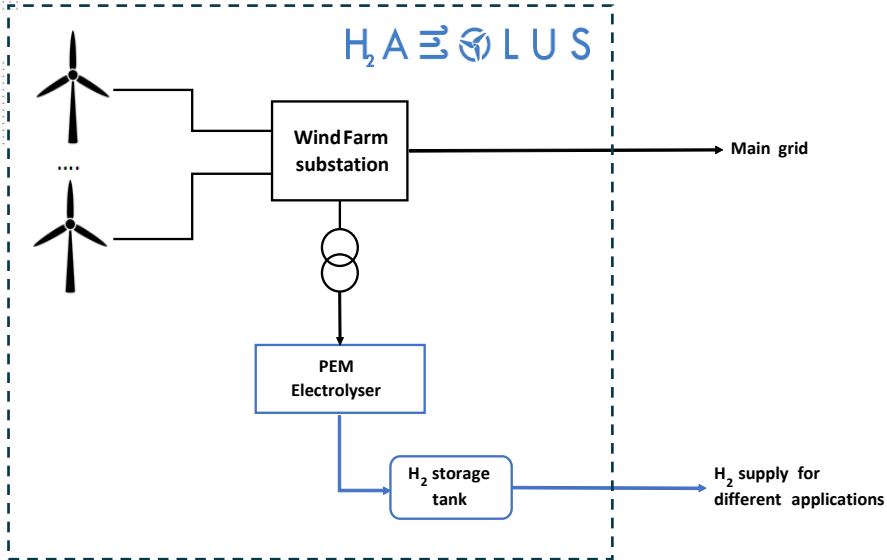 H₂AEOLUS
Wind Farm
substation
Main grid
....
PEM
Electrolyser
H₂ storage
tank
H₂ supply for
different applications